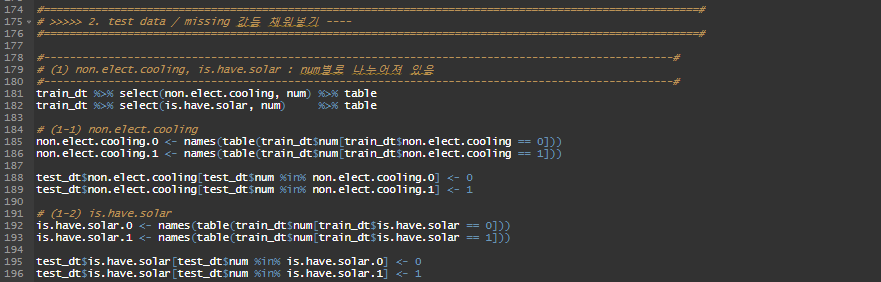 174 #=======================================================================================================#
175 # >>>>> 2. test data / missing 값들 채워넣기 ----
176 #=======================================================================================================#
177
178 #---------------------------------------------------------------------------------------------------#
179 # (1) non.elect.cooling, is.have.solar : num별로 나누어져 있음
180 #---------------------------------------------------------------------------------------------------#
181 train_dt %>% select(non.elect.cooling, num) %>% table
182 train_dt %>% select(is.have.solar, num)     %>% table
183
184 # (1-1) non.elect.cooling
185 non.elect.cooling.0 <- names(table(train_dt$num[train_dt$non.elect.cooling == 0]))
186 non.elect.cooling.1 <- names(table(train_dt$num[train_dt$non.elect.cooling == 1]))
187
188 test_dt$non.elect.cooling[test_dt$num %in% non.elect.cooling.0] <- 0
189 test_dt$non.elect.cooling[test_dt$num %in% non.elect.cooling.1] <- 1
190
191 # (1-2) is.have.solar
192 is.have.solar.0 <- names(table(train_dt$num[train_dt$is.have.solar == 0]))
193 is.have.solar.1 <- names(table(train_dt$num[train_dt$is.have.solar == 1]))
194
195 test_dt$is.have.solar[test_dt$num %in% is.have.solar.0] <- 0
196 test_dt$is.have.solar[test_dt$num %in% is.have.solar.1] <- 1